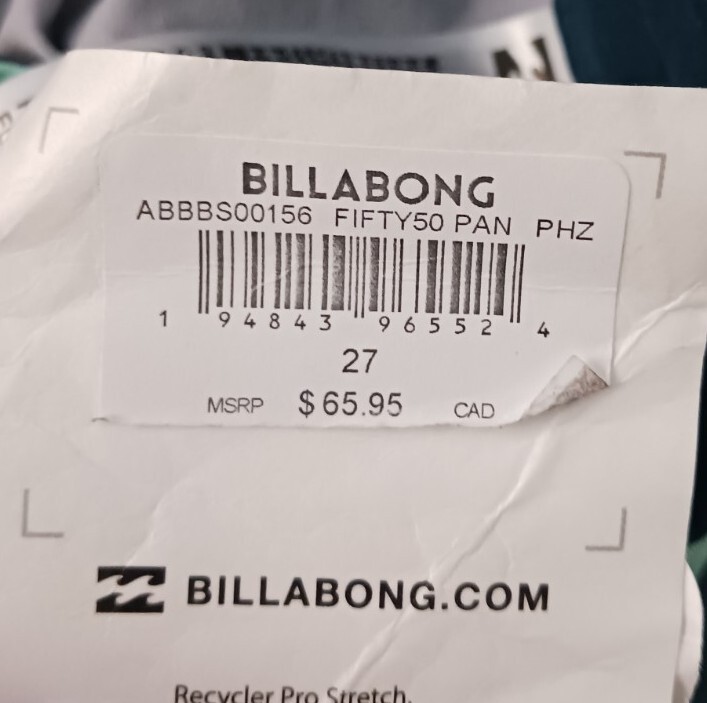 BILLABONG
ABBBS00156 FIFTY50 PAN PHZ
1 94843 96552 4
27
MSRP $65.95 CAD
BILLABONG.COM
Recycler Pro Stretch.